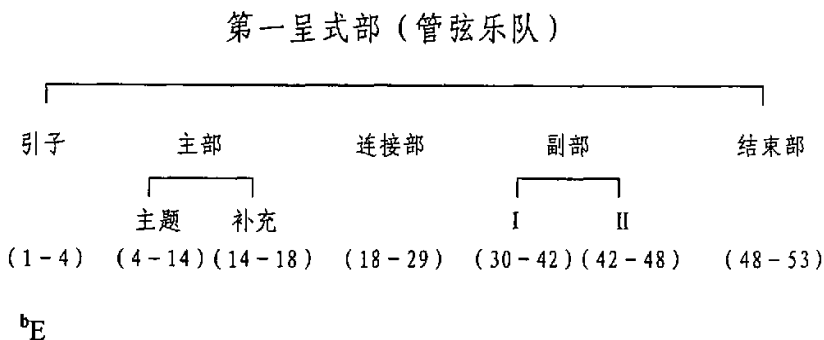 第一呈式部(管弦乐队)
引子 主部 连接部 副部 结束部
主题 补充 I II
(1-4) (4-14)(14-18) (18-29) (30-42)(42-48) (48-53)
ᵇE